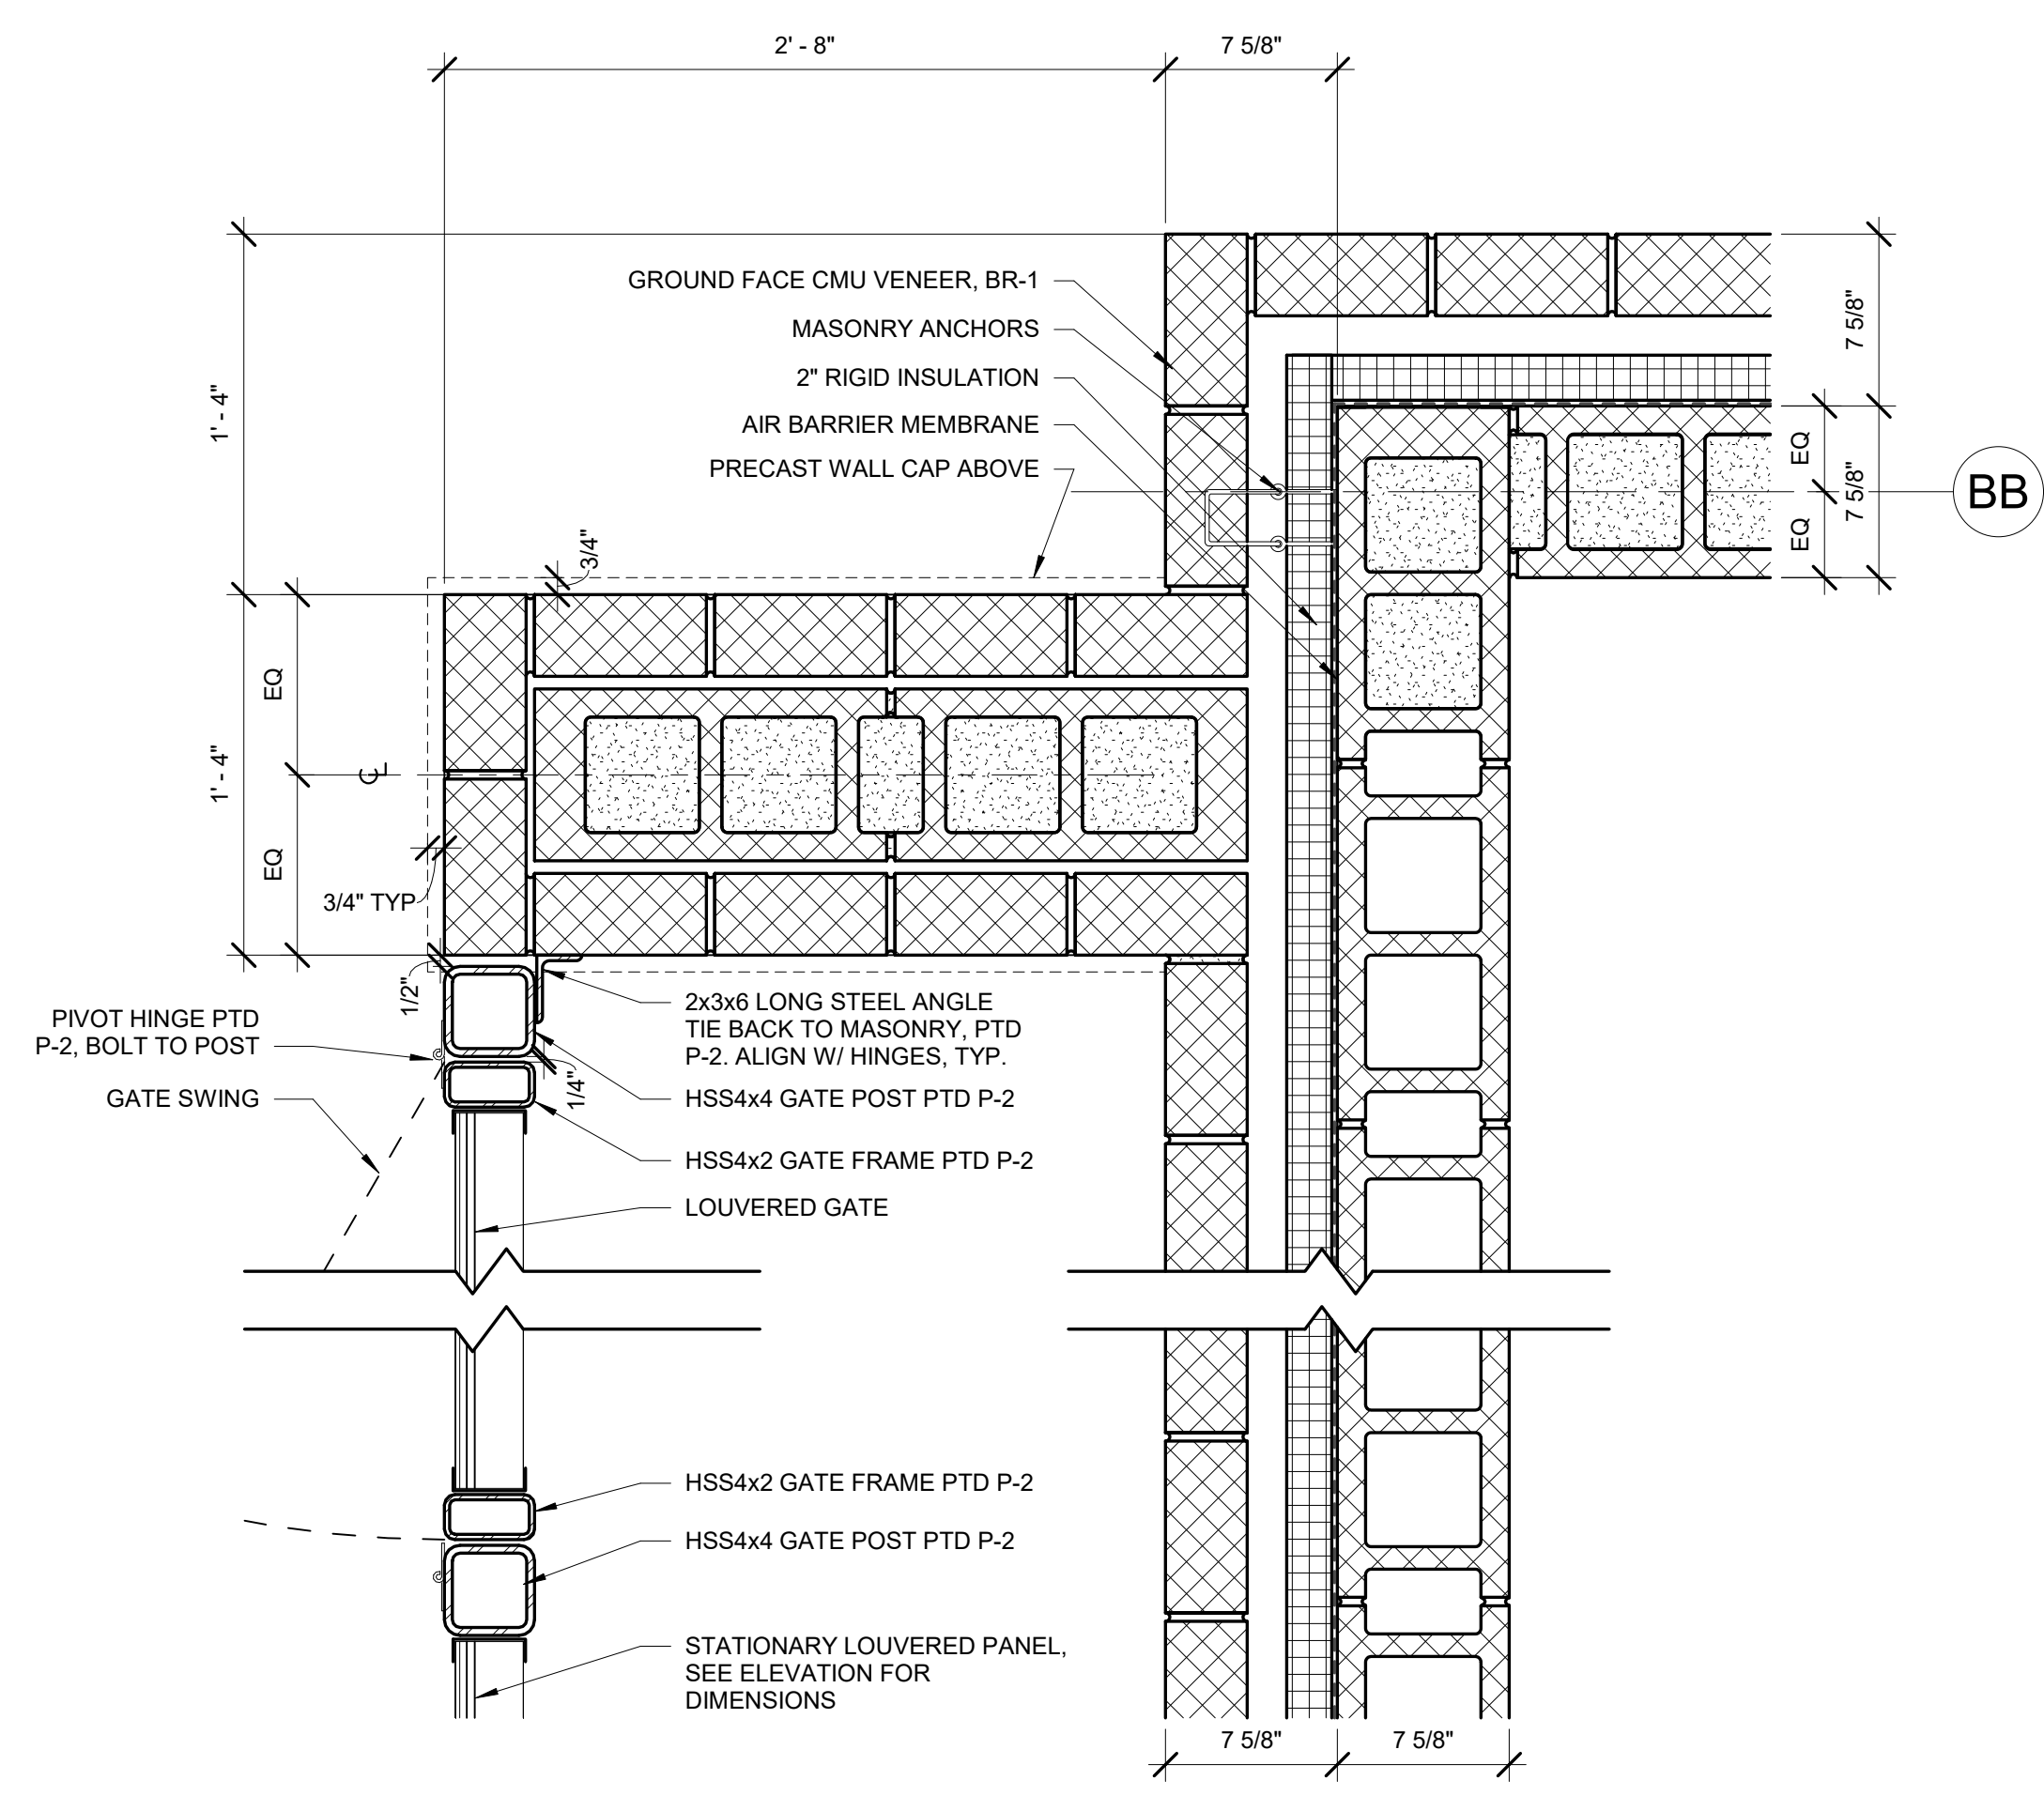 2' - 8"
7 5/8"
GROUND FACE CMU VENEER, BR-1
MASONRY ANCHORS
2" RIGID INSULATION
AIR BARRIER MEMBRANE
PRECAST WALL CAP ABOVE
1' - 4"
7 5/8"
EQ
EQ
7 5/8"
BB
3/4"
1' - 4"
EQ
EQ
CL
3/4" TYP
1/2"
1/4"
PIVOT HINGE PTD
P-2, BOLT TO POST
GATE SWING
2x3x6 LONG STEEL ANGLE
TIE BACK TO MASONRY, PTD
P-2. ALIGN W/ HINGES, TYP.
HSS4x4 GATE POST PTD P-2
HSS4x2 GATE FRAME PTD P-2
LOUVERED GATE
HSS4x2 GATE FRAME PTD P-2
HSS4x4 GATE POST PTD P-2
STATIONARY LOUVERED PANEL,
SEE ELEVATION FOR
DIMENSIONS
7 5/8"
7 5/8"